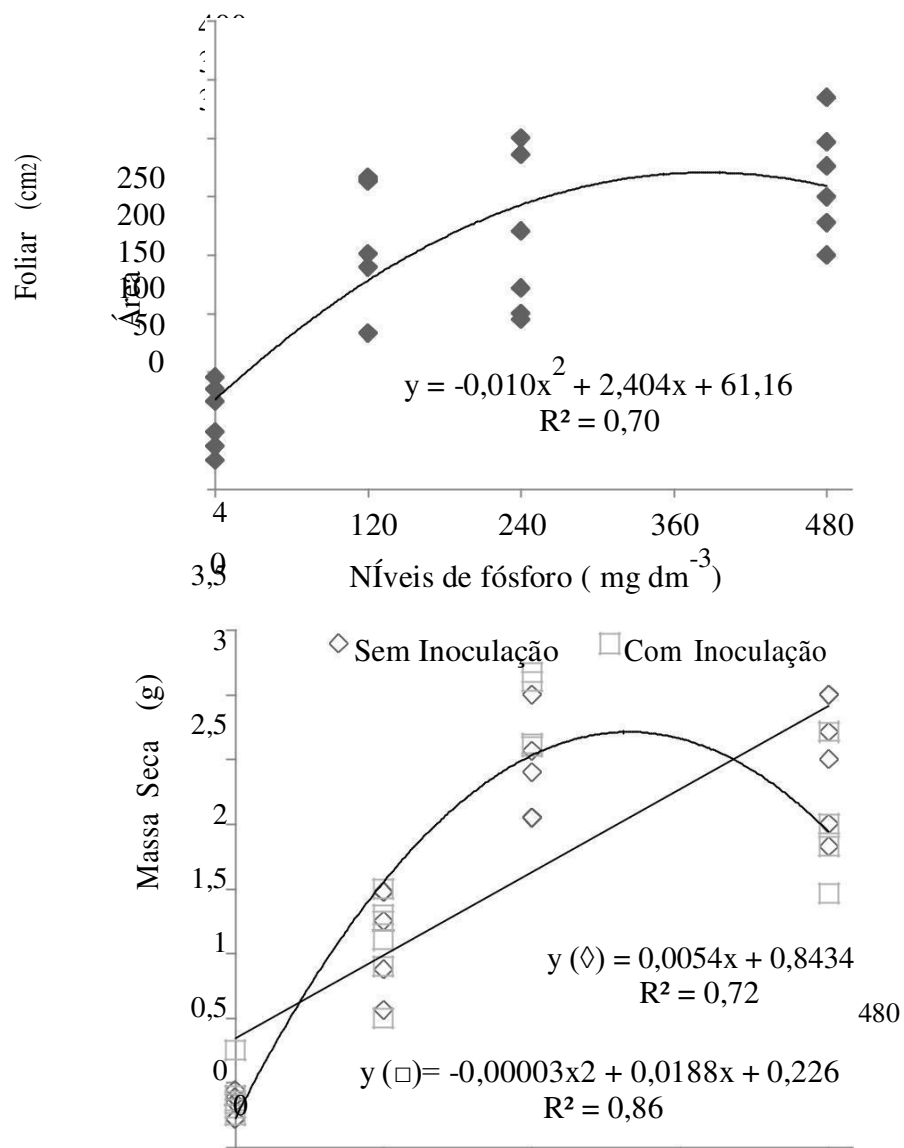 400
Foliar (cm2)
Área
250
200
150
100
50
0
y = -0,010x² + 2,404x + 61,16
R² = 0,70
4
0
120
240
360
480
3,5
NÍveis de fósforo ( mg dm-3)
3
◊ Sem Inoculação
□ Com Inoculação
Massa Seca (g)
2,5
2
1,5
1
0,5
0
0
y (◊) = 0,0054x + 0,8434
R² = 0,72
480
y (□)= -0,00003x2 + 0,0188x + 0,226
R² = 0,86